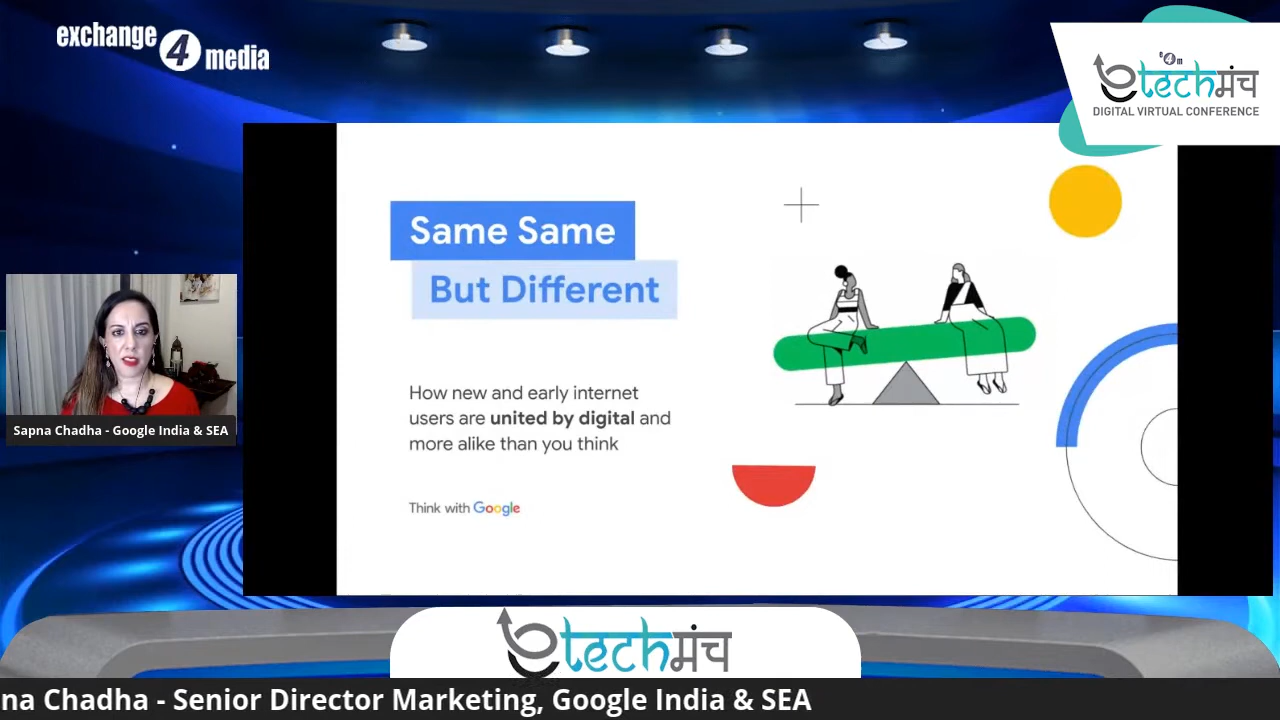 exchange
4
media
e4m
techमंच
DIGITAL VIRTUAL CONFERENCE
Same Same
But Different
How new and early internet
users are united by digital and
more alike than you think
Think with Google
Sapna Chadha - Google India & SEA
techमंच
na Chadha - Senior Director Marketing, Google India & SEA